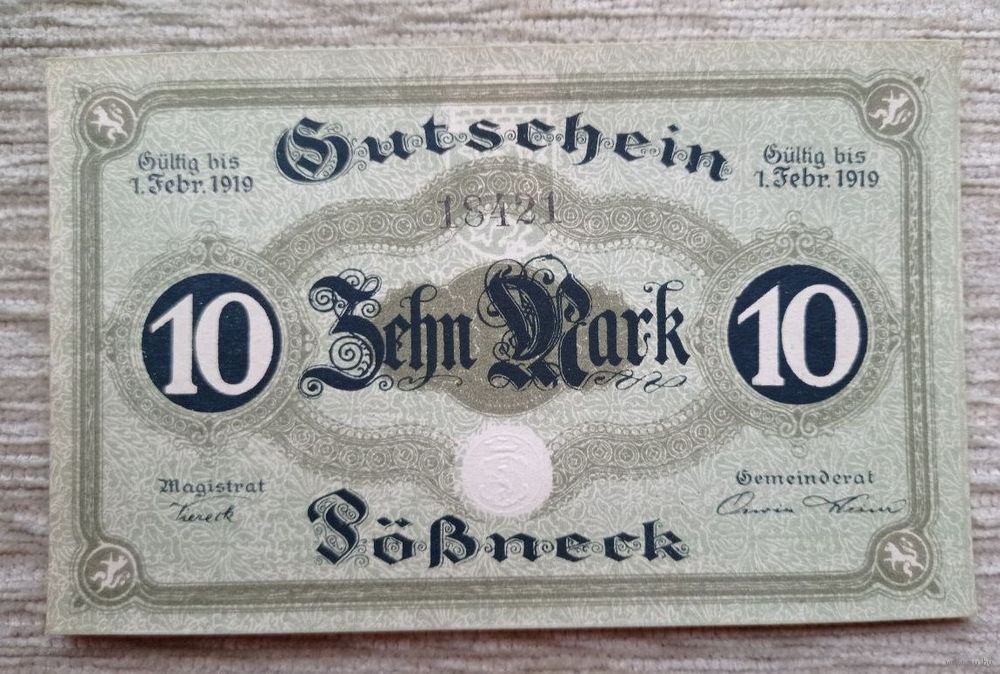 Gutschein
Gültig bis
1. Febr. 1919
Gültig bis
1. Febr. 1919
18421
10
Zehn Mark
10
Magistrat
Viereck
Gemeinderat
Pößneck